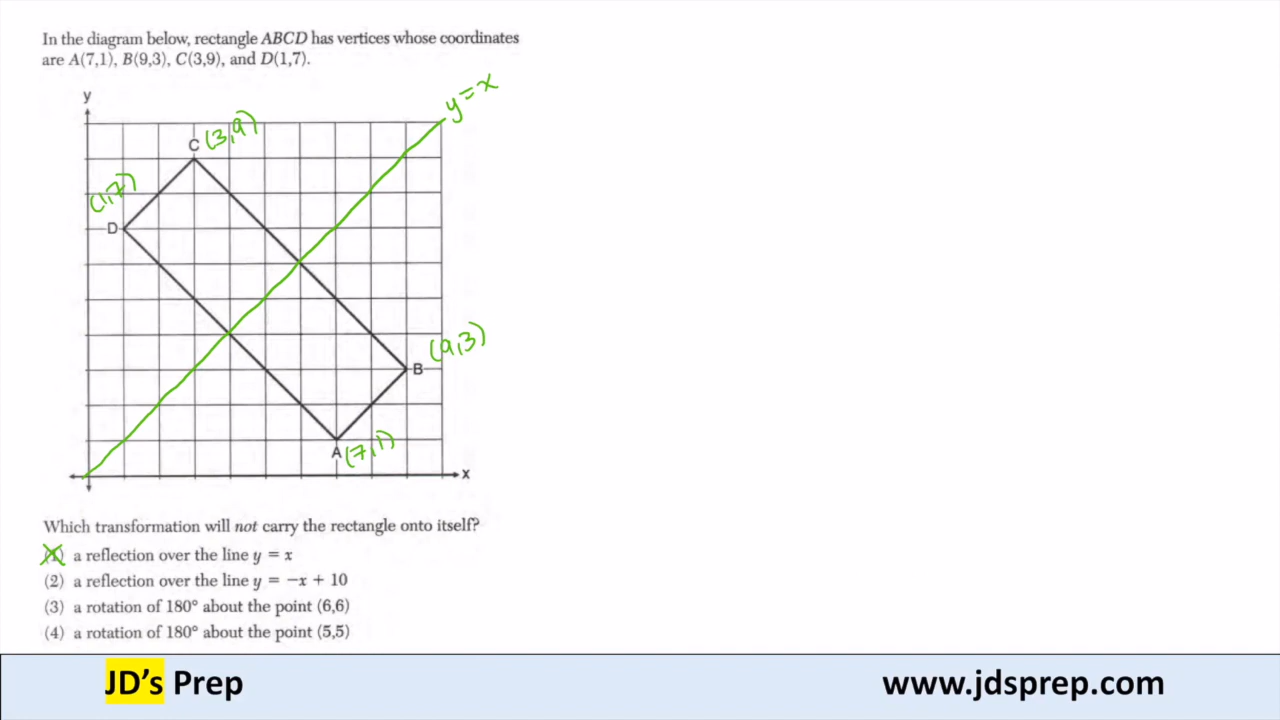 In the diagram below, rectangle ABCD has vertices whose coordinates
are A(7,1), B(9,3), C(3,9), and D(1,7).
y
y = x
C (3,9)
(1,7)
D
(9,3)
B
A (7,1)
x
Which transformation will not carry the rectangle onto itself?
(1) a reflection over the line y = x
(2) a reflection over the line y = −x + 10
(3) a rotation of 180° about the point (6,6)
(4) a rotation of 180° about the point (5,5)
JD's Prep
www.jdsprep.com